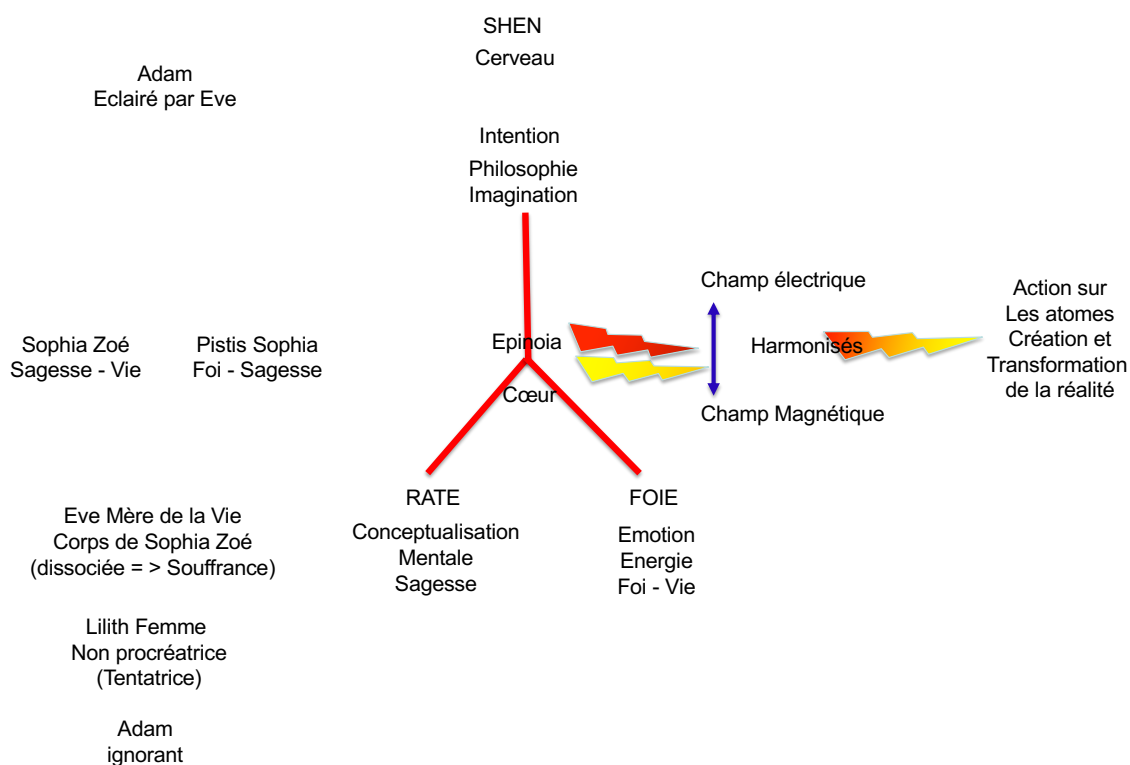 SHEN
Cerveau
Adam
Eclairé par Eve
Intention
Philosophie
Imagination
Sophia Zoé
Sagesse - Vie
Pistis Sophia
Foi - Sagesse
Epinoia
Cœur
Champ électrique
Harmonisés
Champ Magnétique
Action sur
Les atomes
Création et
Transformation
de la réalité
Eve Mère de la Vie
Corps de Sophia Zoé
(dissociée = > Souffrance)
RATE
Conceptualisation
Mentale
Sagesse
FOIE
Emotion
Energie
Foi - Vie
Lilith Femme
Non procréatrice
(Tentatrice)
Adam
ignorant